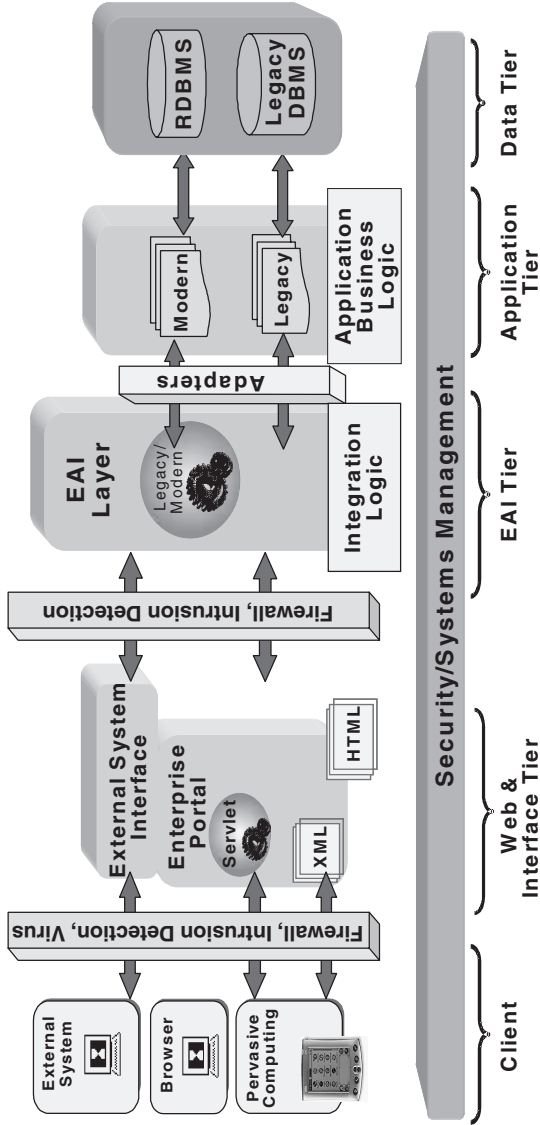 External
System
Browser
Pervasive
Computing
Firewall, Intrusion Detection, Virus
External System
Interface
Enterprise
Portal
Servlet
XML
HTML
Firewall, Intrusion Detection
EAI
Layer
Legacy/
Modern
Integration
Logic
Adapters
Modern
Legacy
Application
Business
Logic
RDBMS
Legacy
DBMS
Security/Systems Management
Client
Web &
Interface Tier
EAI Tier
Application
Tier
Data Tier